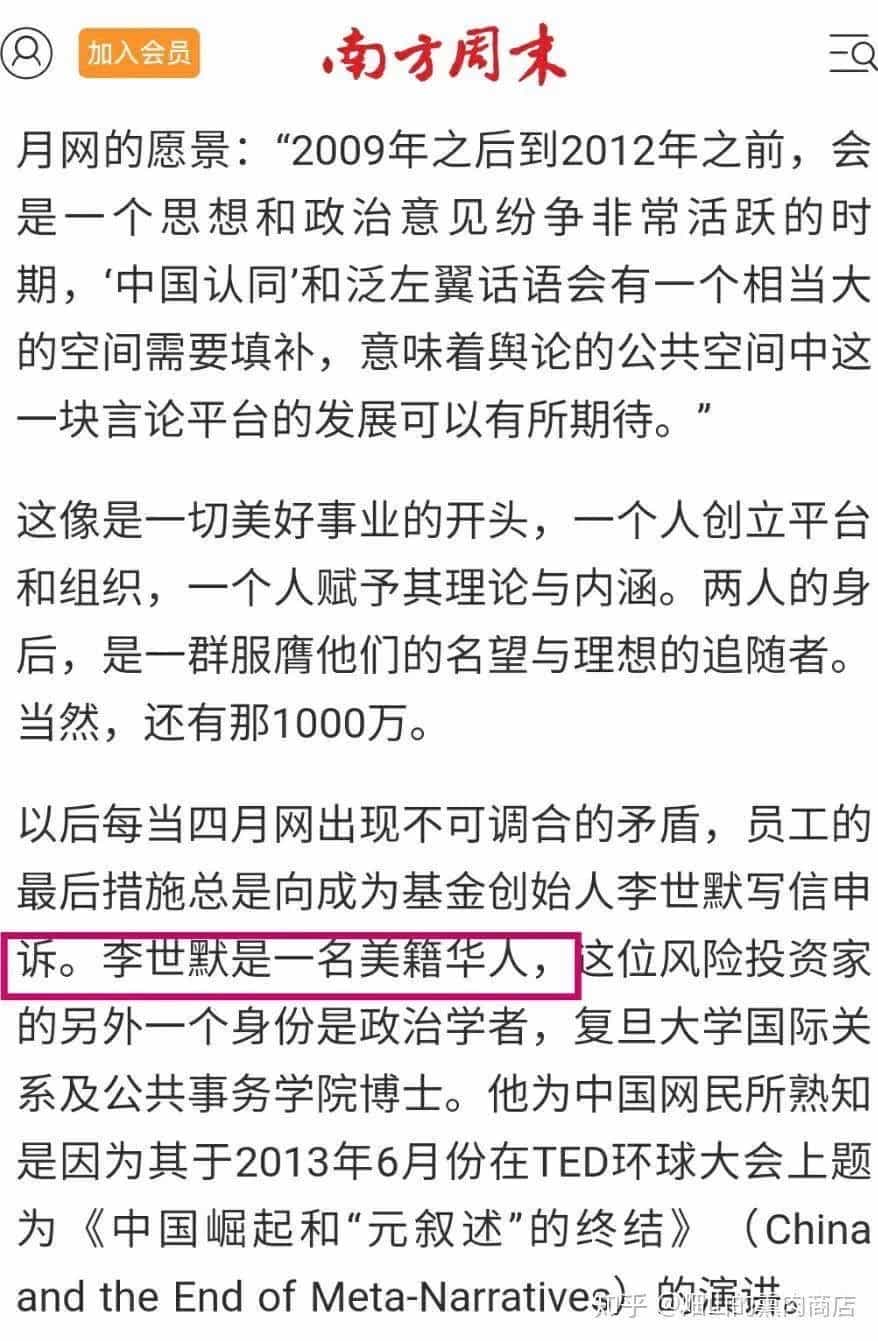 加入会员
南方周末
月网的愿景：“2009年之后到2012年之前，会
是一个思想和政治意见纷争非常活跃的时
期，‘中国认同’和泛左翼话语会有一个相当大
的空间需要填补，意味着舆论的公共空间中这
一块言论平台的发展可以有所期待。”
这像是一切美好事业的开头，一个人创立平台
和组织，一个人赋予其理论与内涵。两人的身
后，是一群服膺他们的名望与理想的追随者。
当然，还有那1000万。
以后每当四月网出现不可调合的矛盾，员工的
最后措施总是向成为基金创始人李世默写信申
诉。李世默是一名美籍华人，这位风险投资家
的另外一个身份是政治学者，复旦大学国际关
系及公共事务学院博士。他为中国网民所熟知
是因为其于2013年6月份在TED环球大会上题
为《中国崛起和“元叙述”的终结》（China
and the End of Meta-Narratives）的演讲。
知乎 @烟囱的熏肉商店